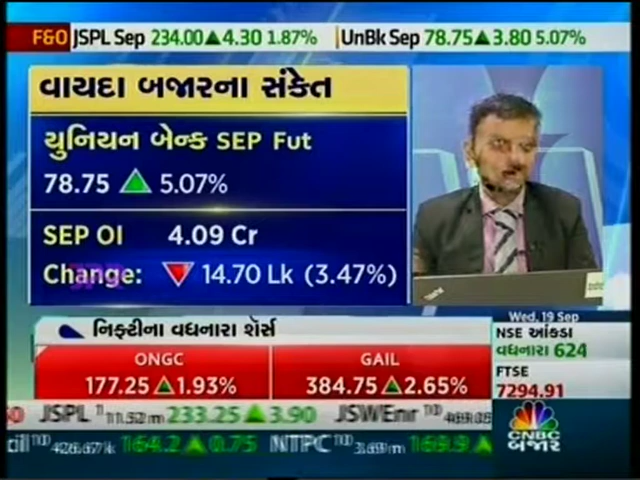 F&O JSPL Sep 234.00▲4.30 1.87% UnBk Sep 78.75▲3.80 5.07%
વાયદા બજારના સંકેત
યુનિયન બેન્ક SEP Fut
78.75 ▲ 5.07%
SEP OI 4.09 Cr
Change: ▼ 14.70 Lk (3.47%)
Wed, 19 Sep
નિફ્ટીના વધનારા શૅર્સ
ONGC
177.25▲1.93%
GAIL
384.75▲2.65%
NSE આંકડા
વધનારા 624
FTSE
7294.91
JSPL 233.25▲3.90 JSWEnr
164.2▲0.75 NTPC 169.9▲
CNBC
બજાર